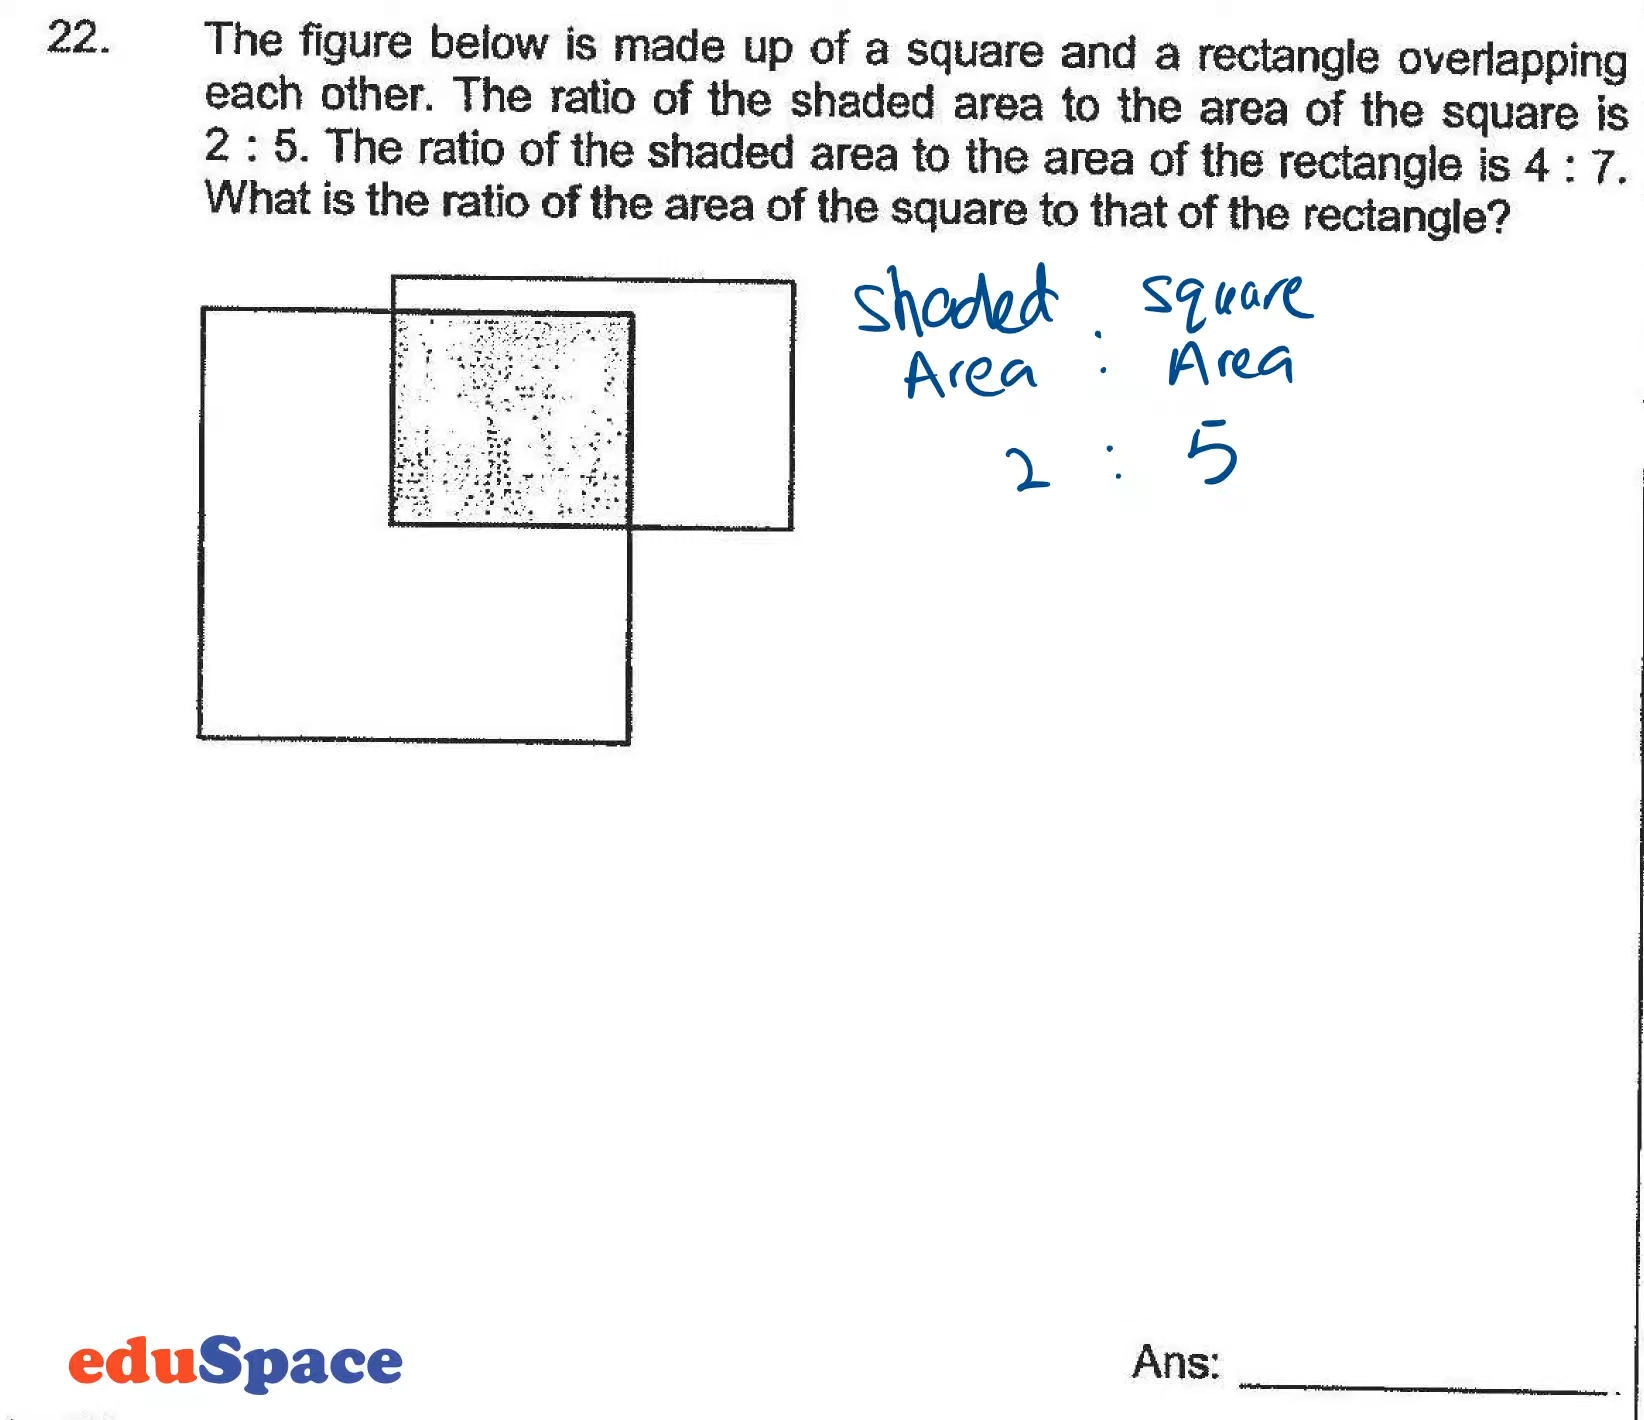 22. The figure below is made up of a square and a rectangle overlapping
each other. The ratio of the shaded area to the area of the square is
2 : 5. The ratio of the shaded area to the area of the rectangle is 4 : 7.
What is the ratio of the area of the square to that of the rectangle?
Shaded : square
Area : Area
2 : 5
eduSpace
Ans: